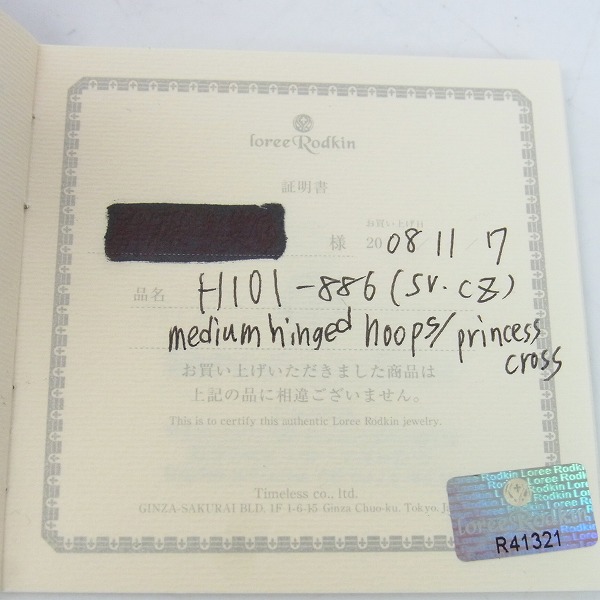 loree Rodkin
証明書
お買い上げ日
様 20 08 11 7
品名 H101-886 (SV.CZ)
medium hinged hoops/princess
cross
お買い上げいただきました商品は
上記の品に相違ございません。
This is to certify this authentic Loree Rodkin jewelry.
Timeless co., ltd.
GINZA-SAKURAI BLD. 1F 1-6-15 Ginza Chuo-ku, Tokyo, J
Rodkin Loree Rodkin
loree Rodkin
R41321